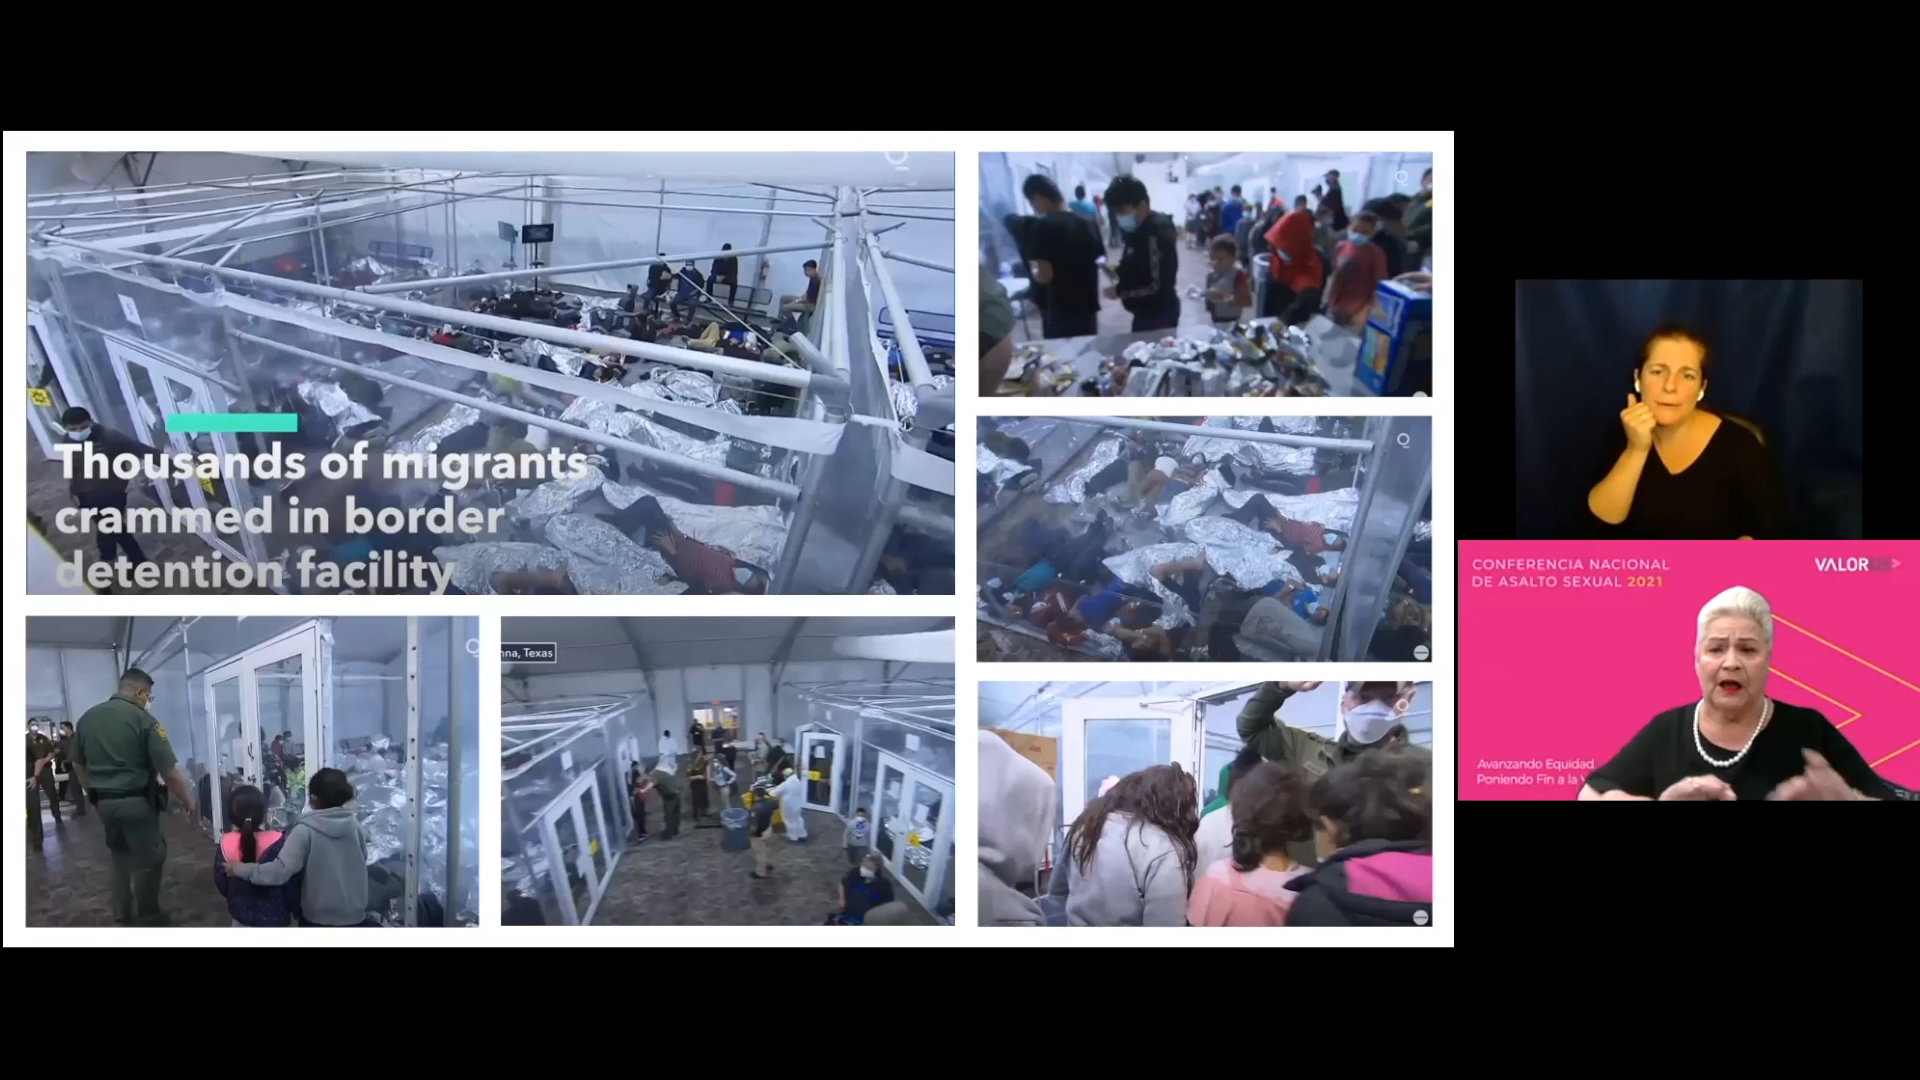 Thousands of migrants
crammed in border
detention facility
nna, Texas
CONFERENCIA NACIONAL
DE ASALTO SEXUAL 2021
VALORUS>
Avanzando Equidad
Poniendo Fin a la